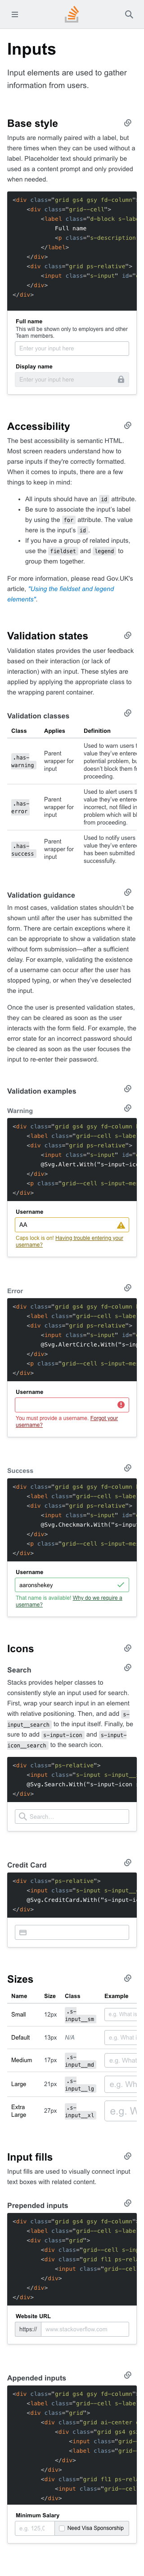 Inputs
Input elements are used to gather
information from users.
Base style
Inputs are normally paired with a label, but
there are times when they can be used without a
label. Placeholder text should primarily be
used as a content prompt and only provided
when needed.
<div class="grid gs4 gsy fd-column"
<div class="grid--cell">
<label class="d-block s-labe
Full name
<p class="s-description
</label>
</div>
<div class="grid ps-relative">
<input class="s-input" id="
</div>
</div>
Full name
This will be shown only to employers and other
Team members.
Enter your input here
Display name
Enter your input here
Accessibility
The best accessibility is semantic HTML.
Most screen readers understand how to
parse inputs if they're correctly formatted.
When it comes to inputs, there are a few
things to keep in mind:
• All inputs should have an id attribute.
• Be sure to associate the input's label
by using the for attribute. The value
here is the input's id.
• If you have a group of related inputs,
use the fieldset and legend to
group them together.
For more information, please read Gov.UK's
article, "Using the fieldset and legend
elements".
Validation states
Validation states provides the user feedback
based on their interaction (or lack of
interaction) with an input. These styles are
applied by applying the appropriate class to
the wrapping parent container.
Validation classes
Class Applies Definition
.has-warning Parent wrapper for input Used to warn users t
value they've entered
potential problem, bu
doesn't block them fr
proceeding.
.has-error Parent wrapper for input Used to alert users th
value they've entered
incorrect, not filled in
problem which will bl
from proceeding.
.has-success Parent wrapper for input Used to notify users
value they've entered
has been submitted
successfully.
Validation guidance
In most cases, validation states shouldn't be
shown until after the user has submitted the
form. There are certain exceptions where it
can be appropriate to show a validation state
without form submission—after a sufficient
delay. For example, validating the existence
of a username can occur after the user has
stopped typing, or when they've deselected
the input.
Once the user is presented validation states,
they can be cleared as soon as the user
interacts with the form field. For example, the
error state for an incorrect password should
be cleared as soon as the user focuses the
input to re-enter their password.
Validation examples
Warning
<div class="grid gs4 gsy fd-column
<label class="grid--cell s-label
<div class="grid ps-relative">
<input class="s-input" id="
@Svg.Alert.With("s-input-ico
</div>
<p class="grid--cell s-input-mes
</div>
Username
AA
Caps lock is on! Having trouble entering your
username?
Error
<div class="grid gs4 gsy fd-column
<label class="grid--cell s-label
<div class="grid ps-relative">
<input class="s-input" id="
@Svg.AlertCircle.With("s-inp
</div>
<p class="grid--cell s-input-mes
</div>
Username
You must provide a username. Forgot your
username?
Success
<div class="grid gs4 gsy fd-column
<label class="grid--cell s-label
<div class="grid ps-relative">
<input class="s-input" id="
@Svg.Checkmark.With("s-input
</div>
<p class="grid--cell s-input-mes
</div>
Username
aaronshekey
That name is available! Why do we require a
username?
Icons
Search
Stacks provides helper classes to
consistently style an input used for search.
First, wrap your search input in an element
with relative positioning. Then, and add s-
input__search to the input itself. Finally, be
sure to add s-input-icon and s-input-
icon__search to the search icon.
<div class="ps-relative">
<input class="s-input s-input__
@Svg.Search.With("s-input-icon
</div>
Search…
Credit Card
<div class="ps-relative">
<input class="s-input s-input__
@Svg.CreditCard.With("s-input-i
</div>
Sizes
Name Size Class Example
Small 12px .s-input__sm e.g. What is
Default 13px N/A e.g. What i
Medium 17px .s-input__md e.g. What
Large 21px .s-input__lg e.g. Wh
Extra Large 27px .s-input__xl e.g. W
Input fills
Input fills are used to visually connect input
text boxes with related content.
Prepended inputs
<div class="grid gs4 gsy fd-column"
<label class="grid--cell s-label
<div class="grid">
<div class="grid--cell s-inp
<div class="grid fl1 ps-rela
<input class="grid--cell
</div>
</div>
</div>
Website URL
https:// www.stackoverflow.com
Appended inputs
<div class="grid gs4 gsy fd-column"
<label class="grid--cell s-label
<div class="grid">
<div class="grid ai-center o
<div class="grid gs4 gs
<input class="grid--
<label class="grid--
</div>
</div>
<div class="grid fl1 ps-rela
<input class="grid--cell
</div>
</div>
</div>
Minimum Salary
e.g. 125,0 Need Visa Sponsorship